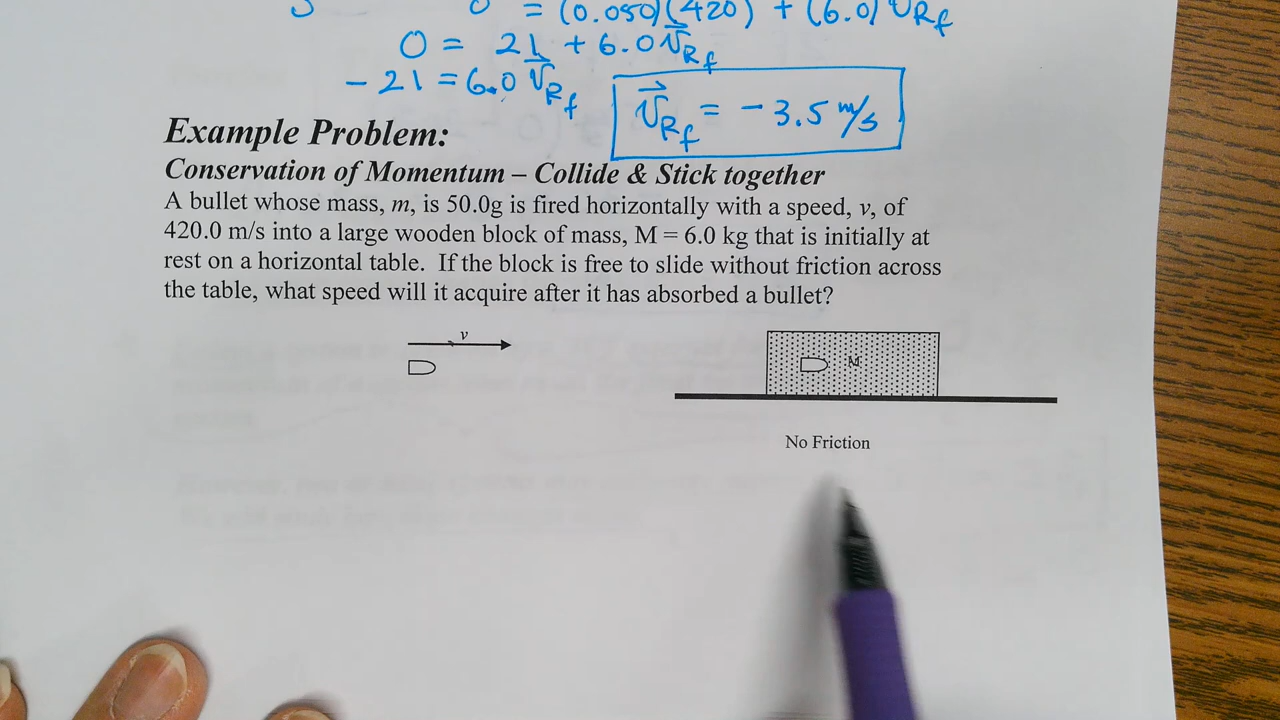 = (0.050)(420) + (6.0) v⃗Rf
0 = 21 + 6.0 v⃗Rf
-21 = 6.0 v⃗Rf
v⃗Rf = -3.5 m/s
Example Problem:
Conservation of Momentum – Collide & Stick together
A bullet whose mass, m, is 50.0g is fired horizontally with a speed, v, of
420.0 m/s into a large wooden block of mass, M = 6.0 kg that is initially at
rest on a horizontal table.  If the block is free to slide without friction across
the table, what speed will it acquire after it has absorbed a bullet?
v
M
No Friction